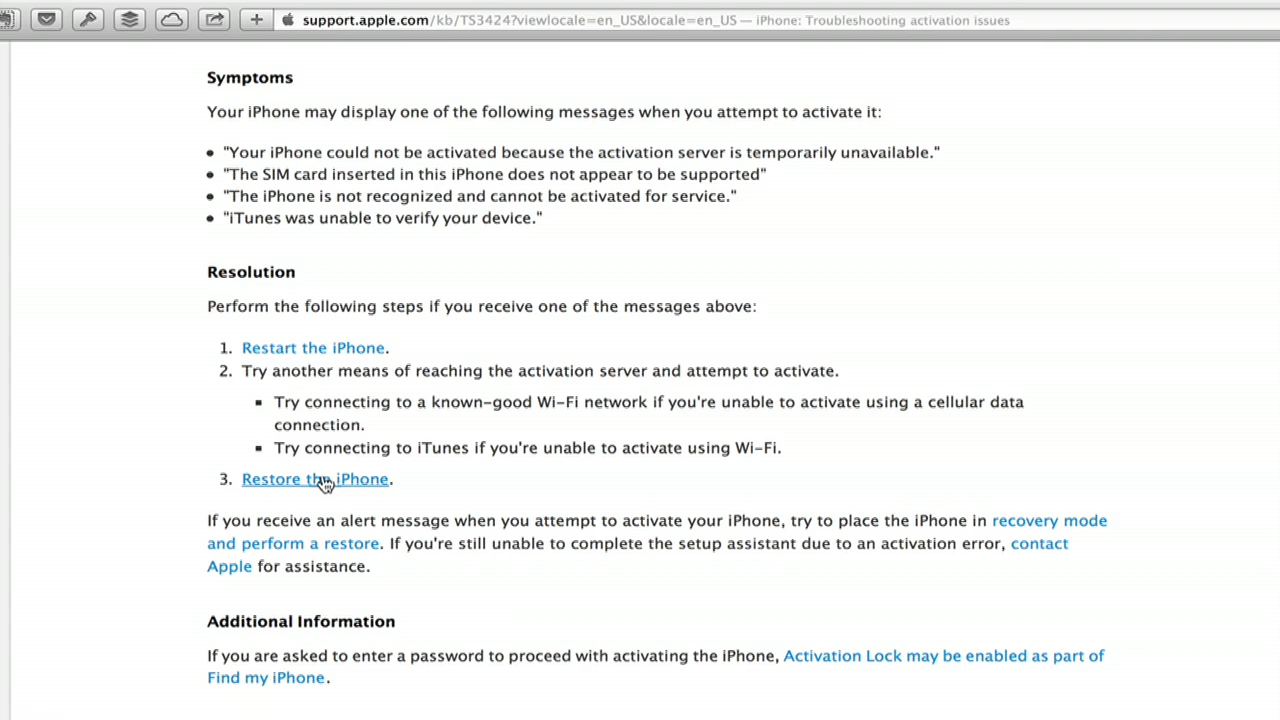 support.apple.com/kb/TS3424?viewlocale=en_US&locale=en_US — iPhone: Troubleshooting activation issues
Symptoms
Your iPhone may display one of the following messages when you attempt to activate it:
• "Your iPhone could not be activated because the activation server is temporarily unavailable."
• "The SIM card inserted in this iPhone does not appear to be supported"
• "The iPhone is not recognized and cannot be activated for service."
• "iTunes was unable to verify your device."
Resolution
Perform the following steps if you receive one of the messages above:
1. Restart the iPhone.
2. Try another means of reaching the activation server and attempt to activate.
▪ Try connecting to a known-good Wi-Fi network if you're unable to activate using a cellular data
connection.
▪ Try connecting to iTunes if you're unable to activate using Wi-Fi.
3. Restore the iPhone.
If you receive an alert message when you attempt to activate your iPhone, try to place the iPhone in recovery mode
and perform a restore. If you're still unable to complete the setup assistant due to an activation error, contact
Apple for assistance.
Additional Information
If you are asked to enter a password to proceed with activating the iPhone, Activation Lock may be enabled as part of
Find my iPhone.